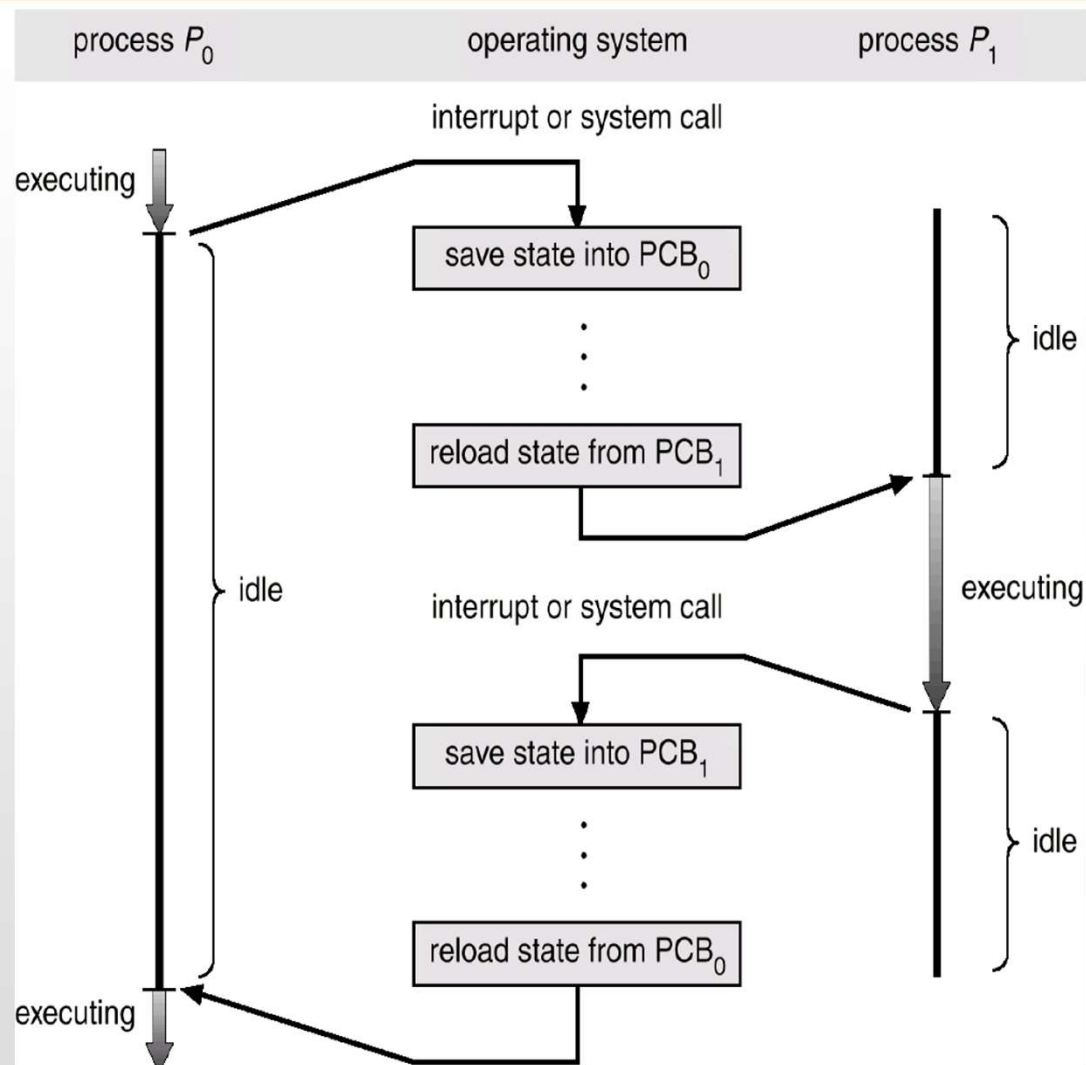 process P₀ operating system process P₁
interrupt or system call
executing
save state into PCB₀
.
.
.
idle
reload state from PCB₁
idle
executing
interrupt or system call
save state into PCB₁
.
.
.
idle
reload state from PCB₀
executing